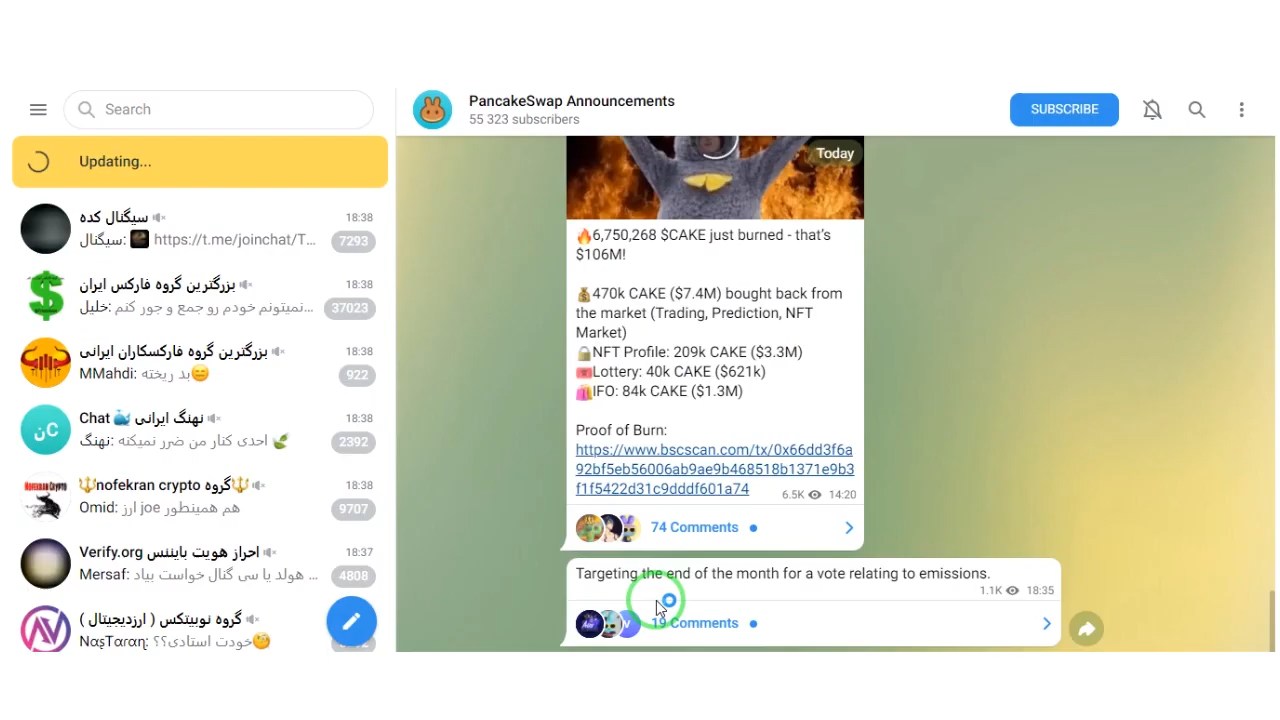 Search
Updating...
سیگنال کده
18:38
سیگنال: https://t.me/joinchat/T...
7293
بزرگترین گروه فارکس ایران
18:38
خلیل: نمیتونم خودم رو جمع و جور کنم...
37023
بزرگترین گروه فارکسکاران ایرانی
18:38
MMahdi: بد ریخته😊
922
Chat 🐳 نهنگ ایرانی
18:38
نهنگ: احدی کنار من ضرر نمیکنه 🍃
2392
🔱nofekran crypto گروه🔱
18:38
Omid: هم همینطور joe ارز
9707
Verify.org احراز هویت بایننس
18:37
Mersaf: هولد یا سی گنال خواست بیاد ...
4808
گروه نوبیتکس ( ارزدیجیتال )
18:38
خودت استادی؟؟🧐
PancakeSwap Announcements
55 323 subscribers
SUBSCRIBE
Today
🔥6,750,268 $CAKE just burned - that's
$106M!
💰470k CAKE ($7.4M) bought back from
the market (Trading, Prediction, NFT
Market)
🔒NFT Profile: 209k CAKE ($3.3M)
🎟Lottery: 40k CAKE ($621k)
🛍IFO: 84k CAKE ($1.3M)
Proof of Burn:
https://www.bscscan.com/tx/0x66dd3f6a
92bf5eb56006ab9ae9b468518b1371e9b3
f1f5422d31c9dddf601a74
6.5K 14:20
74 Comments
Targeting the end of the month for a vote relating to emissions.
1.1K 18:35
19 Comments